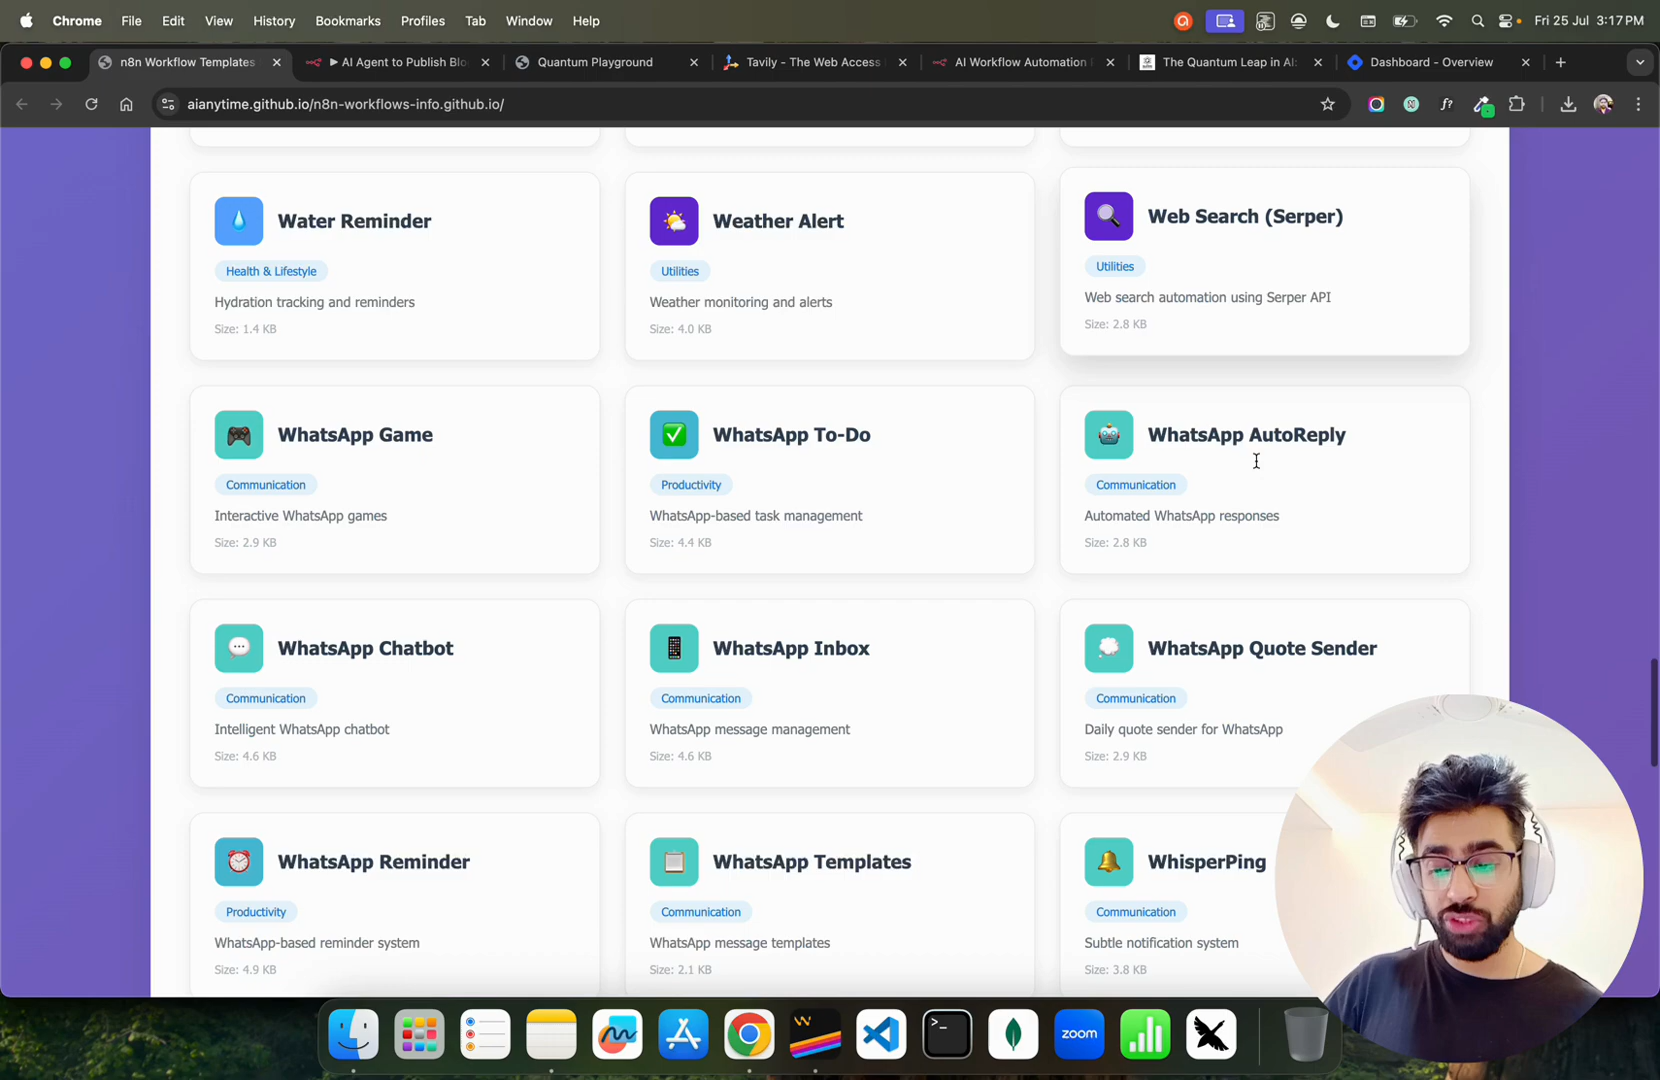 Chrome File Edit View History Bookmarks Profiles Tab Window Help Fri 25 Jul 3:17 PM
n8n Workflow Templates AI Agent to Publish Blo Quantum Playground Tavily - The Web Access AI Workflow Automation The Quantum Leap in AI: Dashboard - Overview
aianytime.github.io/n8n-workflows-info.github.io/
Water Reminder
Health & Lifestyle
Hydration tracking and reminders
Size: 1.4 KB
Weather Alert
Utilities
Weather monitoring and alerts
Size: 4.0 KB
Web Search (Serper)
Utilities
Web search automation using Serper API
Size: 2.8 KB
WhatsApp Game
Communication
Interactive WhatsApp games
Size: 2.9 KB
WhatsApp To-Do
Productivity
WhatsApp-based task management
Size: 4.4 KB
WhatsApp AutoReply
Communication
Automated WhatsApp responses
Size: 2.8 KB
WhatsApp Chatbot
Communication
Intelligent WhatsApp chatbot
Size: 4.6 KB
WhatsApp Inbox
Communication
WhatsApp message management
Size: 4.6 KB
WhatsApp Quote Sender
Communication
Daily quote sender for WhatsApp
Size: 2.9 KB
WhatsApp Reminder
Productivity
WhatsApp-based reminder system
Size: 4.9 KB
WhatsApp Templates
Communication
WhatsApp message templates
Size: 2.1 KB
WhisperPing
Communication
Subtle notification system
Size: 3.8 KB
zoom